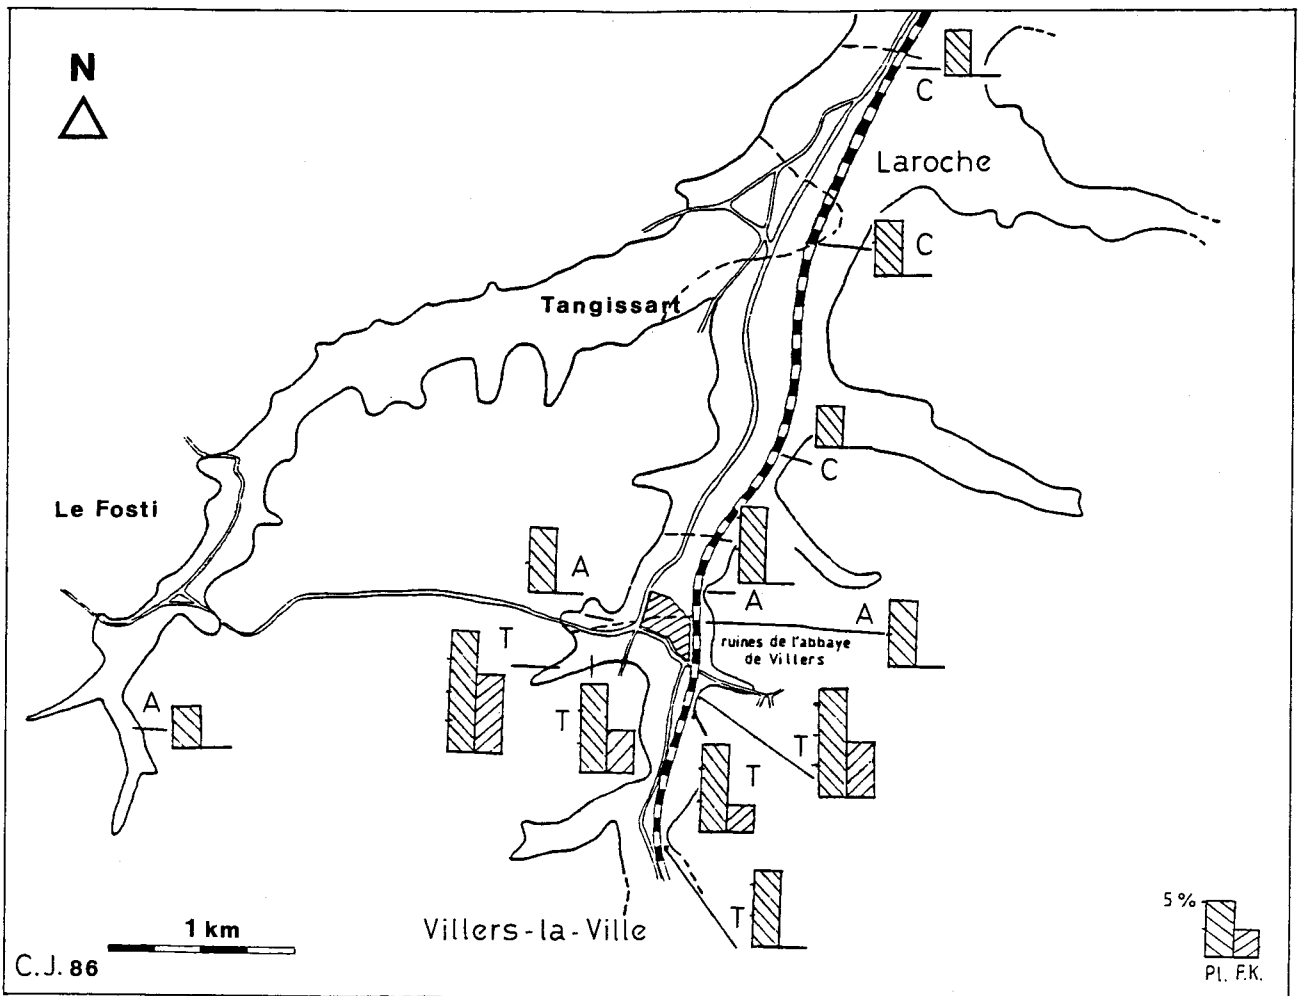 N
C
Laroche
C
Tangissart
C
Le Fosti
A
A
A
ruines de l'abbaye
de Villers
T
A
T
T
T
T
Villers-la-Ville
1 km
C.J. 86
5%
Pl. F.K.